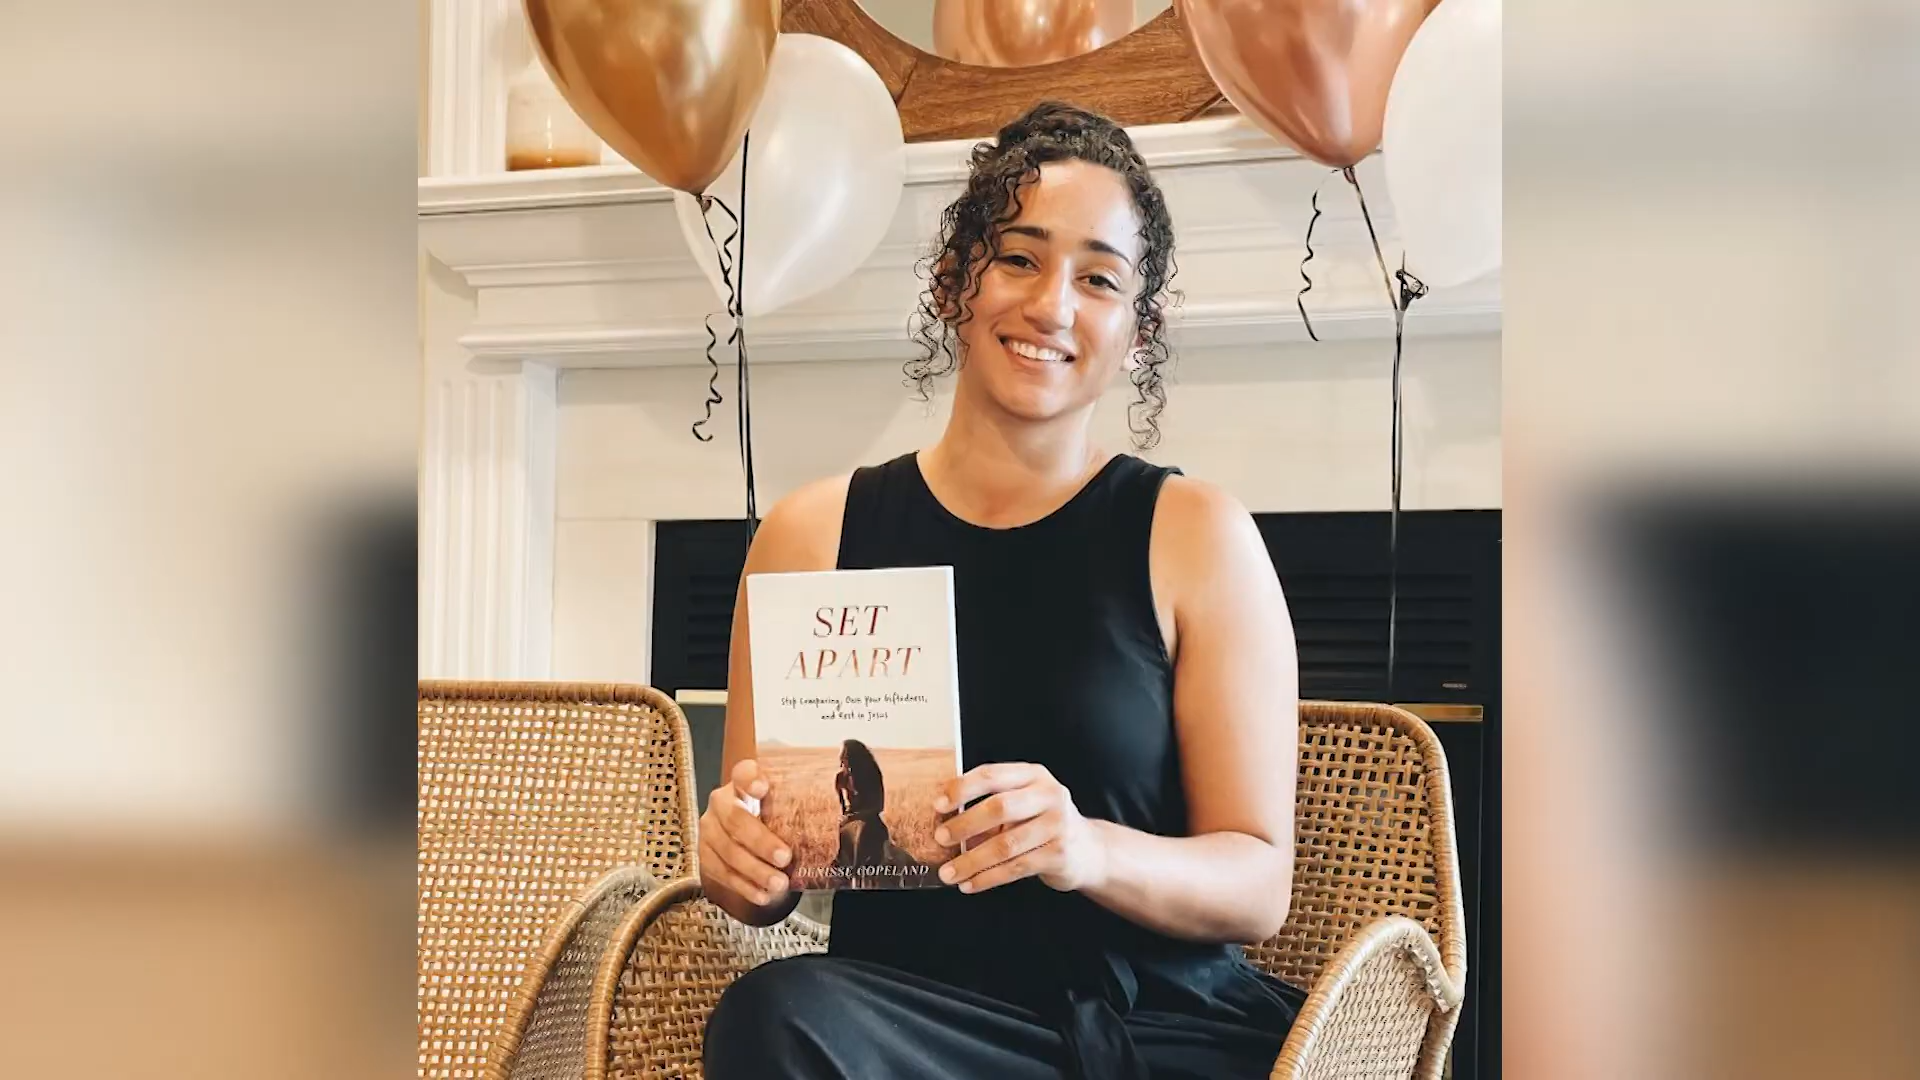 SET
APART
Stop Comparing, Own Your Giftedness,
and Rest in Jesus
DENISSE COPELAND